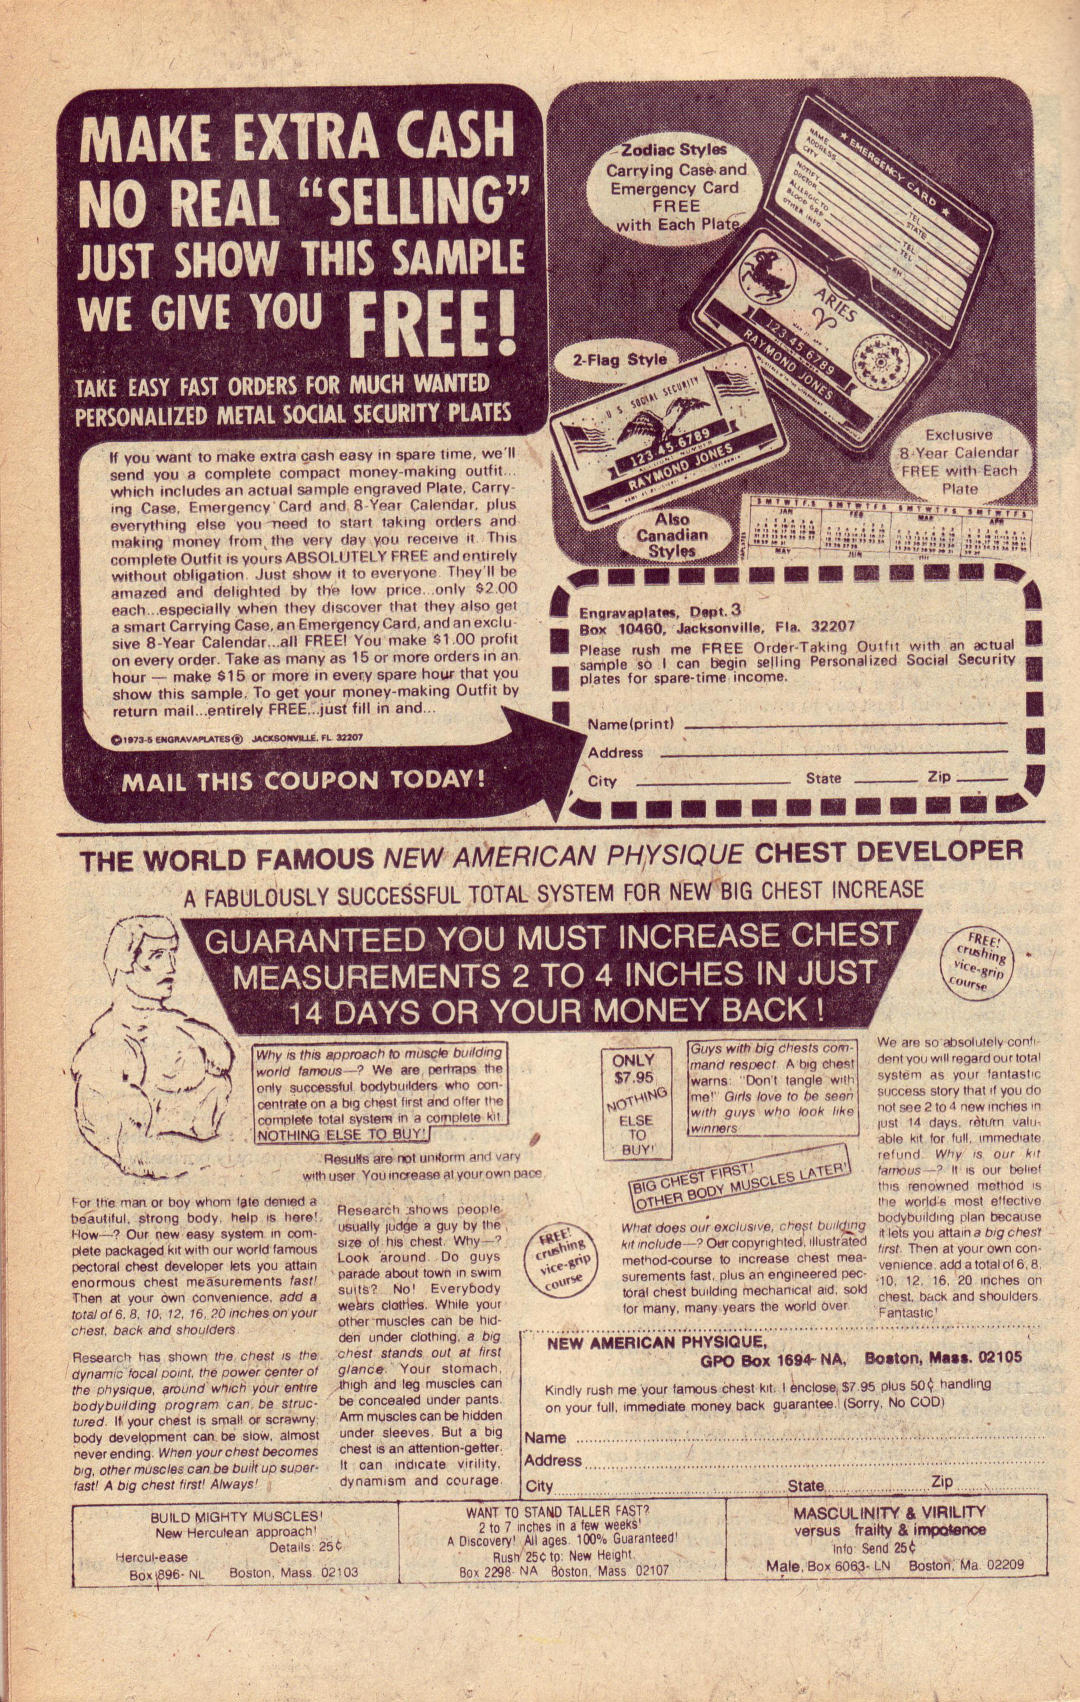 MAKE EXTRA CASH
NO REAL "SELLING"
JUST SHOW THIS SAMPLE
WE GIVE YOU FREE!
TAKE EASY FAST ORDERS FOR MUCH WANTED
PERSONALIZED METAL SOCIAL SECURITY PLATES
If you want to make extra cash easy in spare time, we'll
send you a complete compact money-making outfit...
which includes an actual sample engraved Plate, Carry-
ing Case, Emergency Card and 8-Year Calendar, plus
everything else you need to start taking orders and
making money from the very day you receive it. This
complete Outfit is yours ABSOLUTELY FREE and entirely
without obligation. Just show it to everyone. They'll be
amazed and delighted by the low price...only $2.00
each...especially when they discover that they also get
a smart Carrying Case, an Emergency Card, and an exclu-
sive 8-Year Calendar...all FREE! You make $1.00 profit
on every order. Take as many as 15 or more orders in an
hour — make $15 or more in every spare hour that you
show this sample. To get your money-making Outfit by
return mail...entirely FREE...just fill in and...
©1973-5 ENGRAVAPLATES® JACKSONVILLE, FL 32207
MAIL THIS COUPON TODAY!
Zodiac Styles
Carrying Case and
Emergency Card
FREE
with Each Plate
★ EMERGENCY CARD ★
NAME
ADDRESS
CITY
TEL
STATE
NOTIFY
TEL
DOCTOR
TEL
ALLERGIC TO
BLOOD GRP
RH
OTHER INFO
ARIES
123-45-6789
RAYMOND JONES
2-Flag Style
U. S. SOCIAL SECURITY
123-45-6789
RAYMOND JONES
Exclusive
8-Year Calendar
FREE with Each
Plate
Also
Canadian
Styles
S M T W T F S S M T W T F S S M T W T F S S M T W T F S
JAN FEB MAR APR
MAY JUN
Engravaplates, Dept. 3
Box 10460, Jacksonville, Fla. 32207
Please rush me FREE Order-Taking Outfit with an actual
sample so I can begin selling Personalized Social Security
plates for spare-time income.
Name (print)
Address
City State Zip
THE WORLD FAMOUS NEW AMERICAN PHYSIQUE CHEST DEVELOPER
A FABULOUSLY SUCCESSFUL TOTAL SYSTEM FOR NEW BIG CHEST INCREASE
GUARANTEED YOU MUST INCREASE CHEST
MEASUREMENTS 2 TO 4 INCHES IN JUST
14 DAYS OR YOUR MONEY BACK !
FREE!
crushing
vice-grip
course
Why is this approach to muscle building
world famous—? We are perhaps the
only successful bodybuilders who con-
centrate on a big chest first and offer the
complete total system in a complete kit.
NOTHING ELSE TO BUY!
Results are not uniform and vary
with user. You increase at your own pace.
For the man or boy whom fate denied a
beautiful, strong body, help is here!
How—? Our new easy system in com-
plete packaged kit with our world famous
pectoral chest developer lets you attain
enormous chest measurements fast!
Then at your own convenience, add a
total of 6, 8, 10, 12, 16, 20 inches on your
chest, back and shoulders.
Research has shown the chest is the
dynamic focal point, the power center of
the physique, around which your entire
bodybuilding program can be struc-
tured. If your chest is small or scrawny,
body development can be slow, almost
never ending. When your chest becomes
big, other muscles can be built up super-
fast! A big chest first! Always!
Research shows people
usually judge a guy by the
size of his chest. Why—?
Look around. Do guys
parade about town in swim
suits? No! Everybody
wears clothes. While your
other muscles can be hid-
den under clothing, a big
chest stands out at first
glance. Your stomach,
thigh and leg muscles can
be concealed under pants.
Arm muscles can be hidden
under sleeves. But a big
chest is an attention-getter.
It can indicate virility,
dynamism and courage.
ONLY
$7.95
NOTHING
ELSE
TO
BUY!
Guys with big chests com-
mand respect. A big chest
warns: "Don't tangle with
me!" Girls love to be seen
with guys who look like
winners
BIG CHEST FIRST!
OTHER BODY MUSCLES LATER!
FREE!
crushing
vice-grip
course
What does our exclusive, chest building
kit include—? Our copyrighted, illustrated
method-course to increase chest mea-
surements fast, plus an engineered pec-
toral chest building mechanical aid, sold
for many, many years the world over.
We are so absolutely confi-
dent you will regard our total
system as your fantastic
success story that if you do
not see 2 to 4 new inches in
just 14 days, return valu-
able kit for full, immediate
refund. Why is our kit
famous—? It is our belief
this renowned method is
the world's most effective
bodybuilding plan because
it lets you attain a big chest
first. Then at your own con-
venience, add a total of 6, 8,
10, 12, 16, 20 inches on
chest, back and shoulders.
Fantastic!
NEW AMERICAN PHYSIQUE,
GPO Box 1694-NA, Boston, Mass. 02105
Kindly rush me your famous chest kit. I enclose $7.95 plus 50¢ handling
on your full, immediate money back guarantee. (Sorry, No COD)
Name
Address
City State Zip
BUILD MIGHTY MUSCLES!
New Herculean approach!
Details: 25¢
Hercul-ease
Box 896-NL Boston, Mass. 02103
WANT TO STAND TALLER FAST?
2 to 7 inches in a few weeks!
A Discovery! All ages. 100% Guaranteed!
Rush 25¢ to: New Height.
Box 2298-NA Boston, Mass 02107
MASCULINITY & VIRILITY
versus frailty & impotence
Info: Send 25¢
Male, Box 6063-LN Boston, Ma. 02209